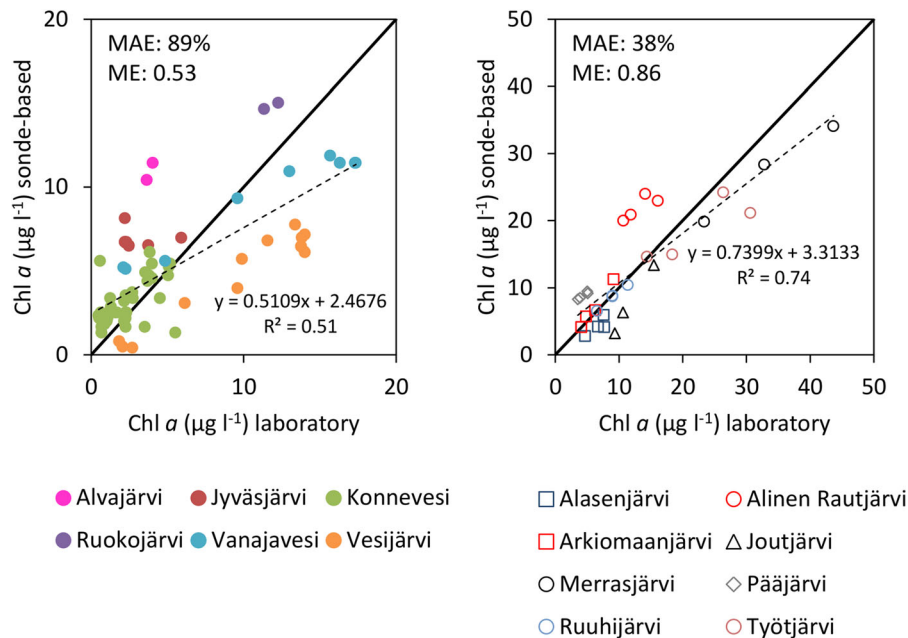 20
MAE: 89%
ME: 0.53
Chl a (µg l-1) sonde-based
10
y = 0.5109x + 2.4676
R² = 0.51
0
0 10 20
Chl a (µg l-1) laboratory
Alvajärvi Jyväsjärvi Konnevesi
Ruokojärvi Vanajavesi Vesijärvi
50
MAE: 38%
ME: 0.86
40
Chl a (µg l-1) sonde-based
30
20
y = 0.7399x + 3.3133
R² = 0.74
10
0
0 10 20 30 40 50
Chl a (µg l-1) laboratory
Alasenjärvi Alinen Rautjärvi
Arkiomaanjärvi Joutjärvi
Merrasjärvi Pääjärvi
Ruuhijärvi Työtjärvi